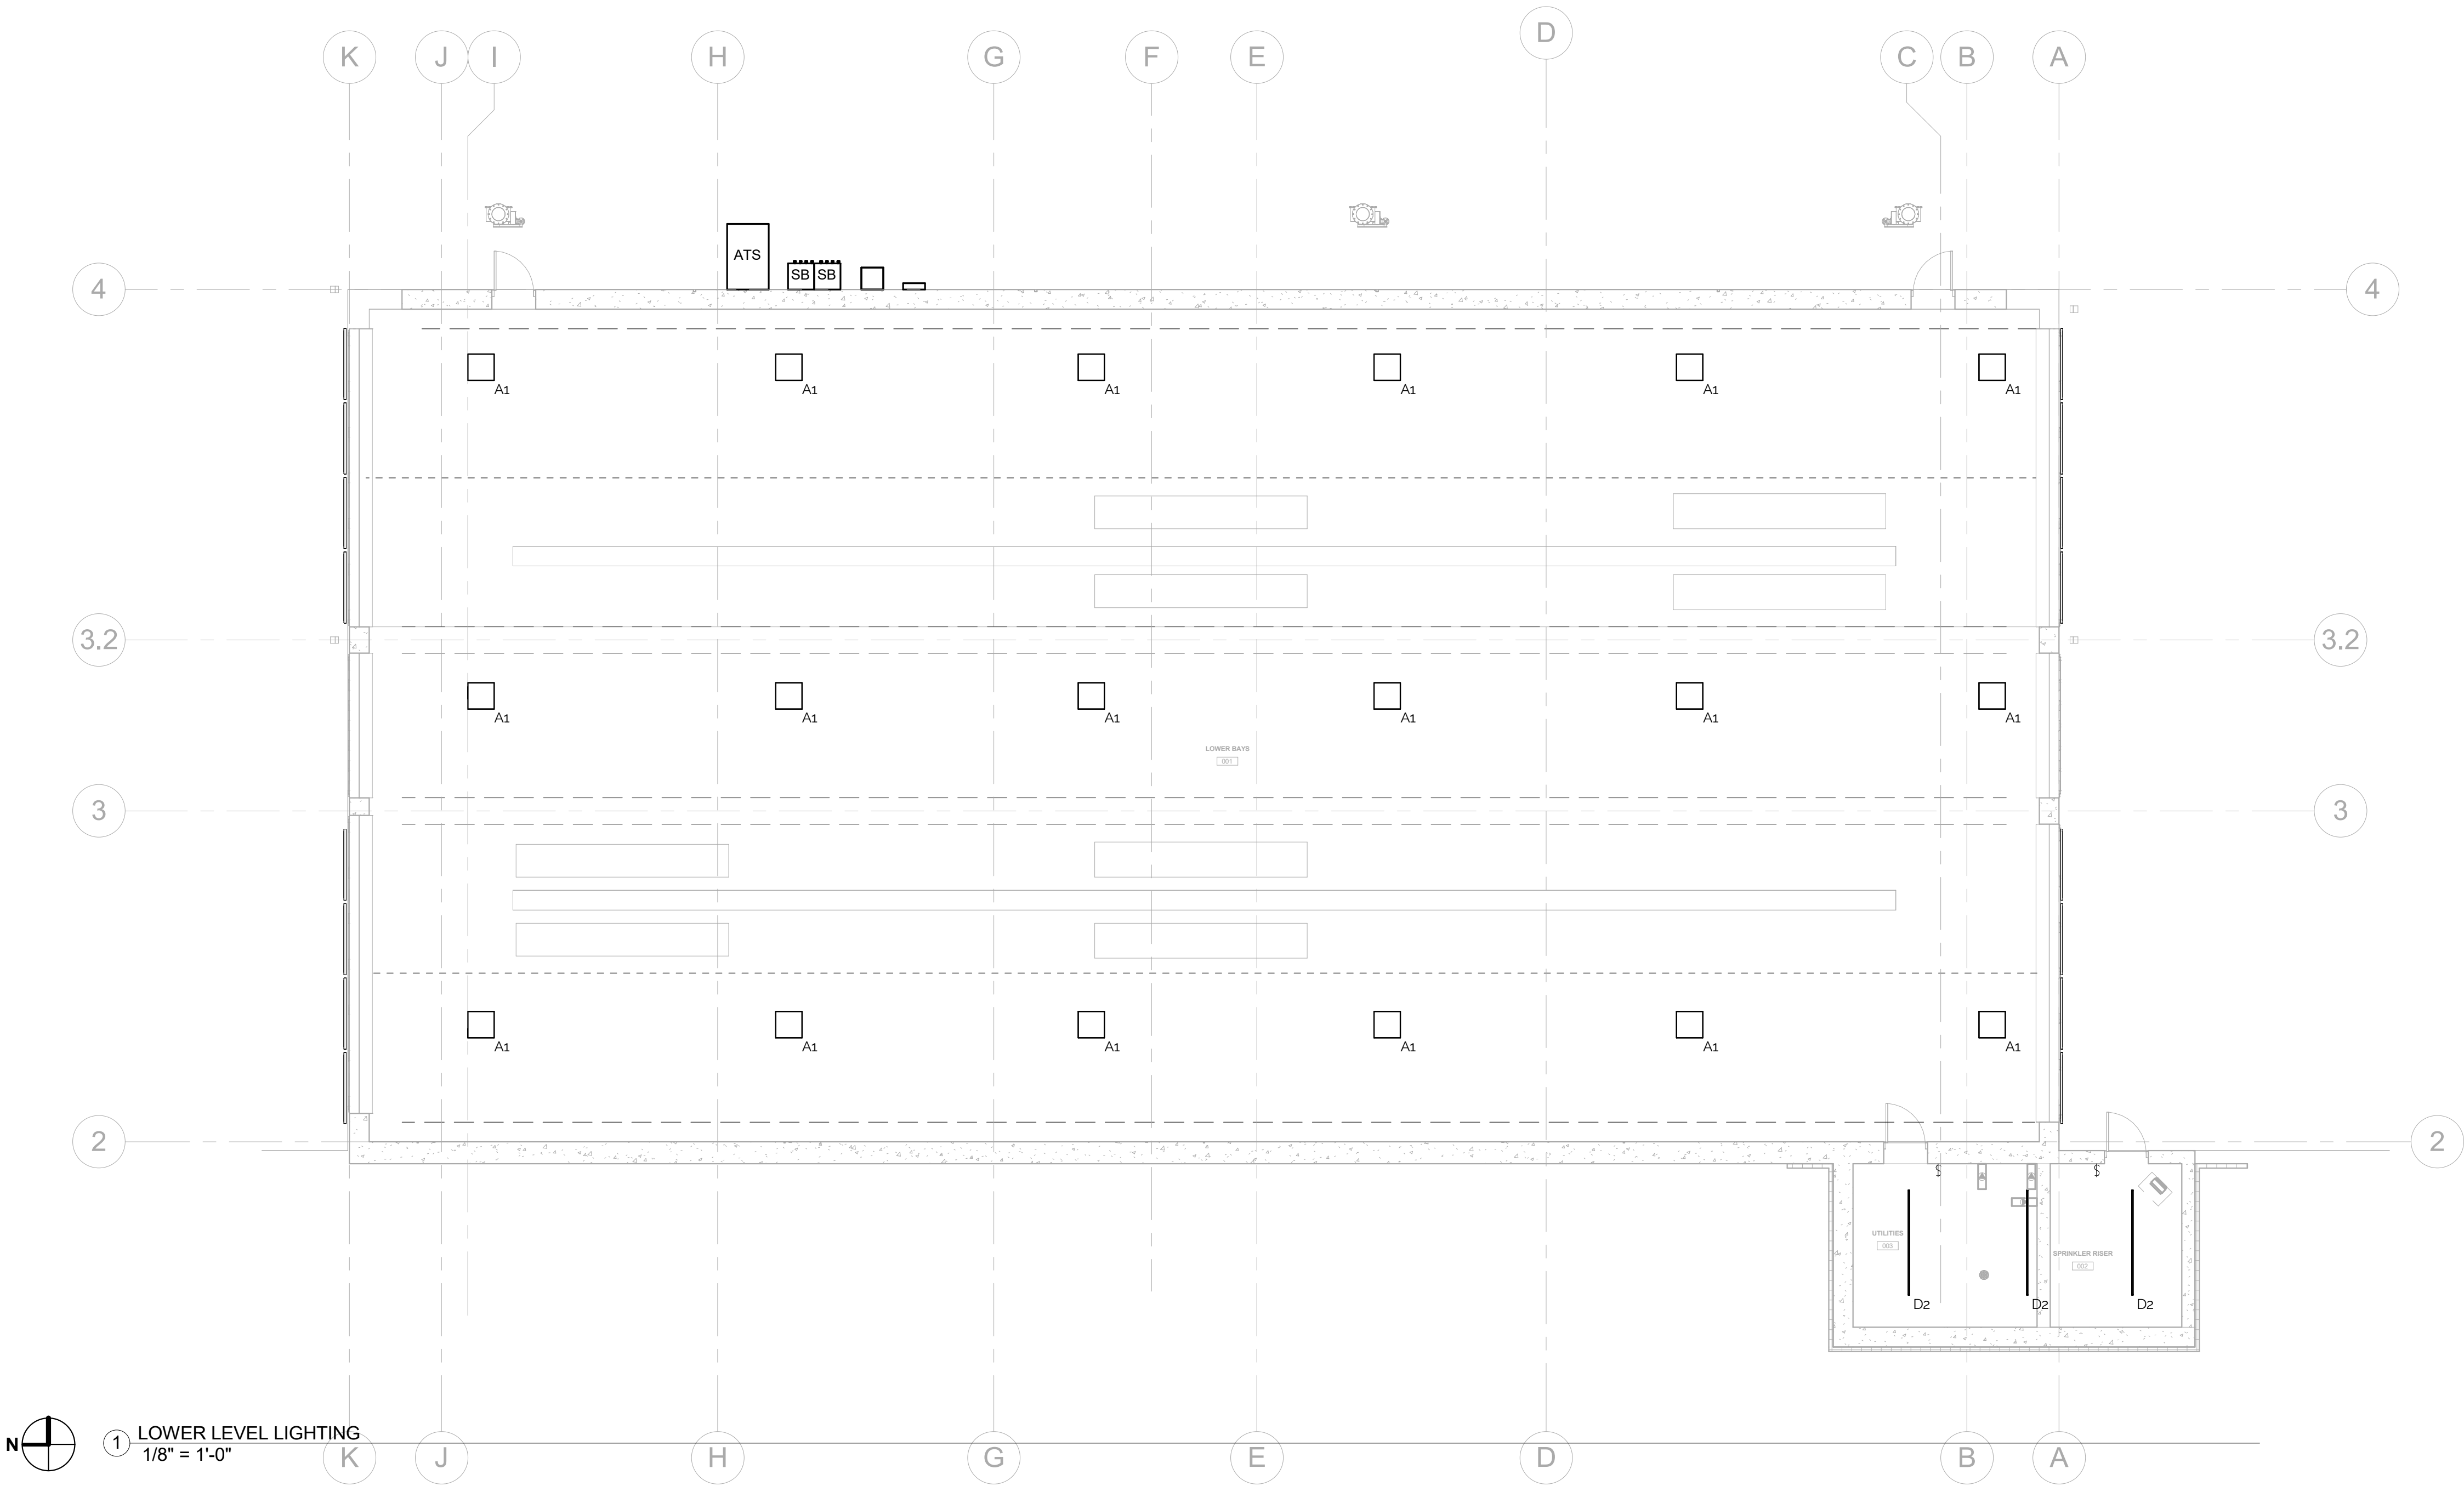 D
K J I H G F E C B A
ATS
SB SB
4 4
A1 A1 A1 A1 A1 A1
3.2 3.2
A1 A1 A1 A1 A1 A1
LOWER BAYS
001
3 3
A1 A1 A1 A1 A1 A1
2 2
$ $
UTILITIES
003
SPRINKLER RISER
002
D2 D2 D2
N
1 LOWER LEVEL LIGHTING
1/8" = 1'-0"
K J H G E D B A